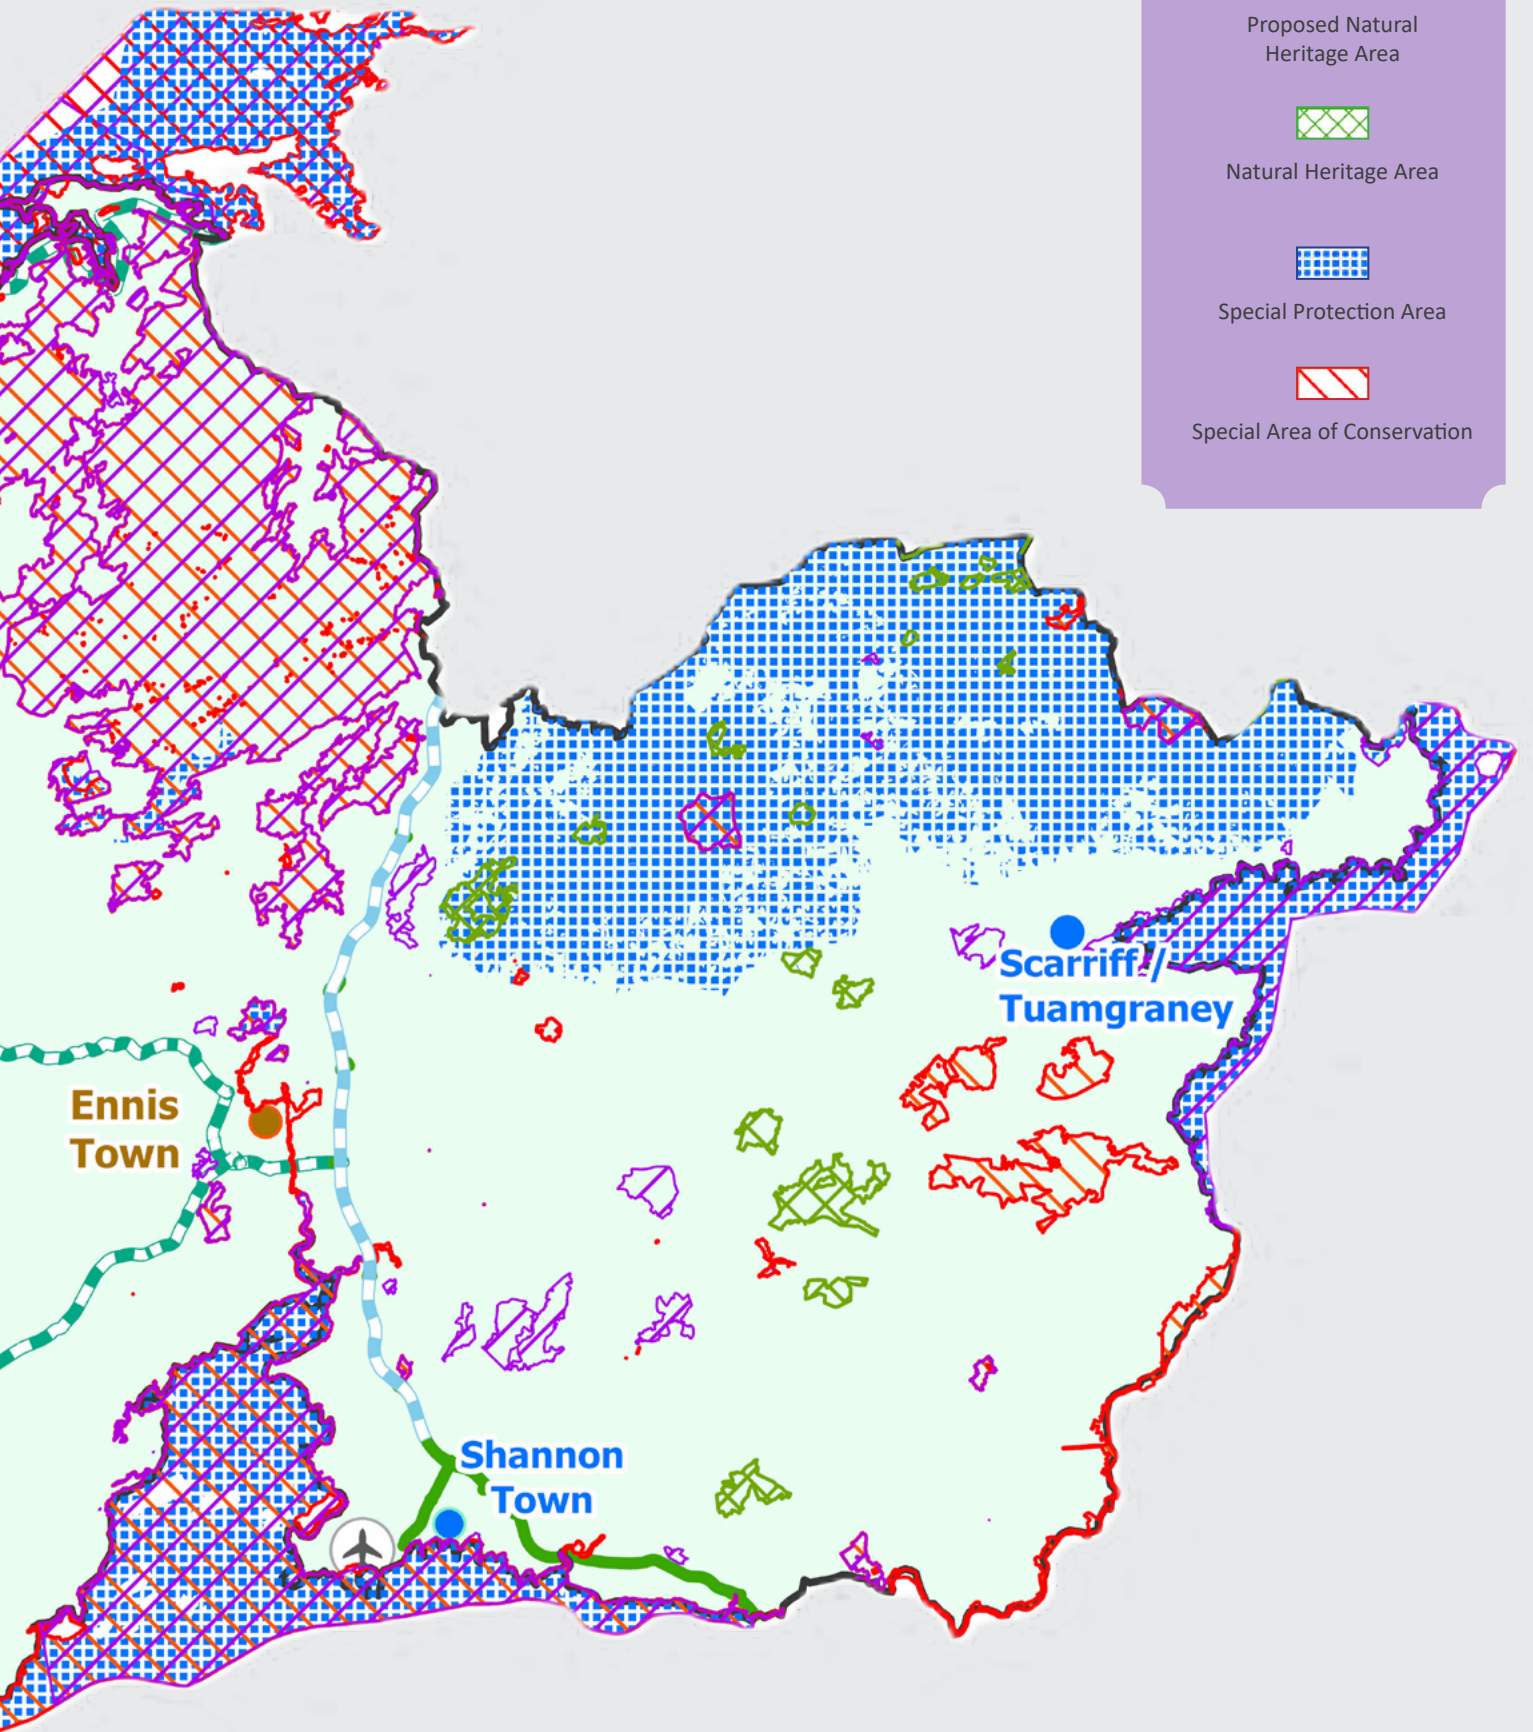 Proposed Natural
Heritage Area
Natural Heritage Area
Special Protection Area
Special Area of Conservation
Scarriff /
Tuamgraney
Ennis
Town
Shannon
Town